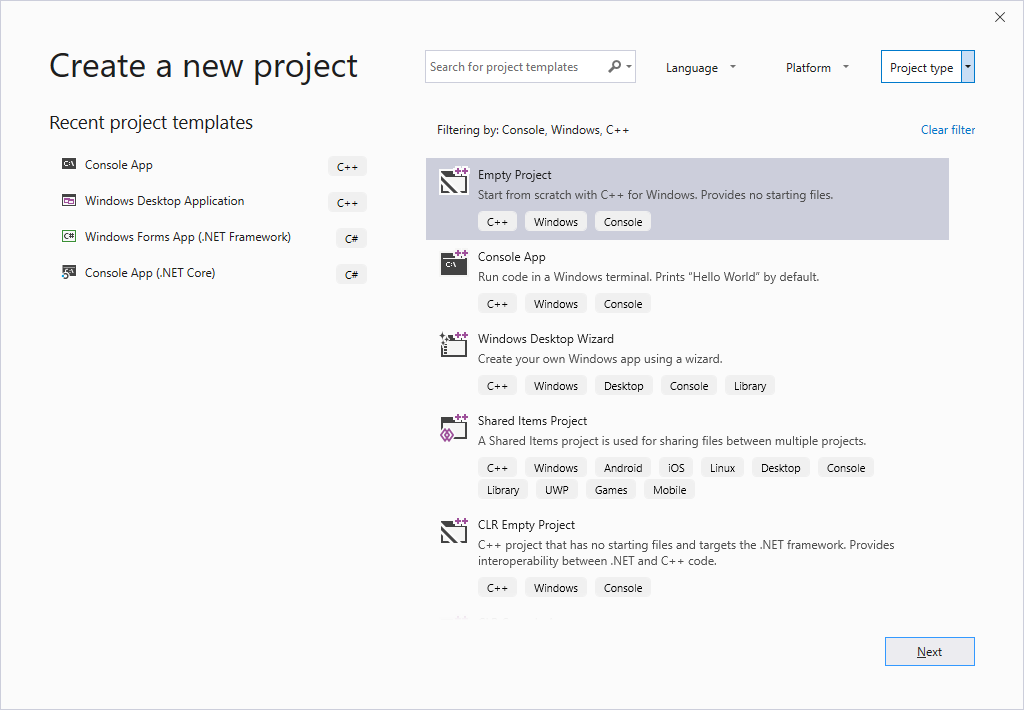 Create a new project
Search for project templates
Language
Platform
Project type
Recent project templates
Console App C++
Windows Desktop Application C++
Windows Forms App (.NET Framework) C#
Console App (.NET Core) C#
Filtering by: Console, Windows, C++
Clear filter
Empty Project
Start from scratch with C++ for Windows. Provides no starting files.
C++ Windows Console
Console App
Run code in a Windows terminal. Prints “Hello World” by default.
C++ Windows Console
Windows Desktop Wizard
Create your own Windows app using a wizard.
C++ Windows Desktop Console Library
Shared Items Project
A Shared Items project is used for sharing files between multiple projects.
C++ Windows Android iOS Linux Desktop Console
Library UWP Games Mobile
CLR Empty Project
C++ project that has no starting files and targets the .NET framework. Provides
interoperability between .NET and C++ code.
C++ Windows Console
Next